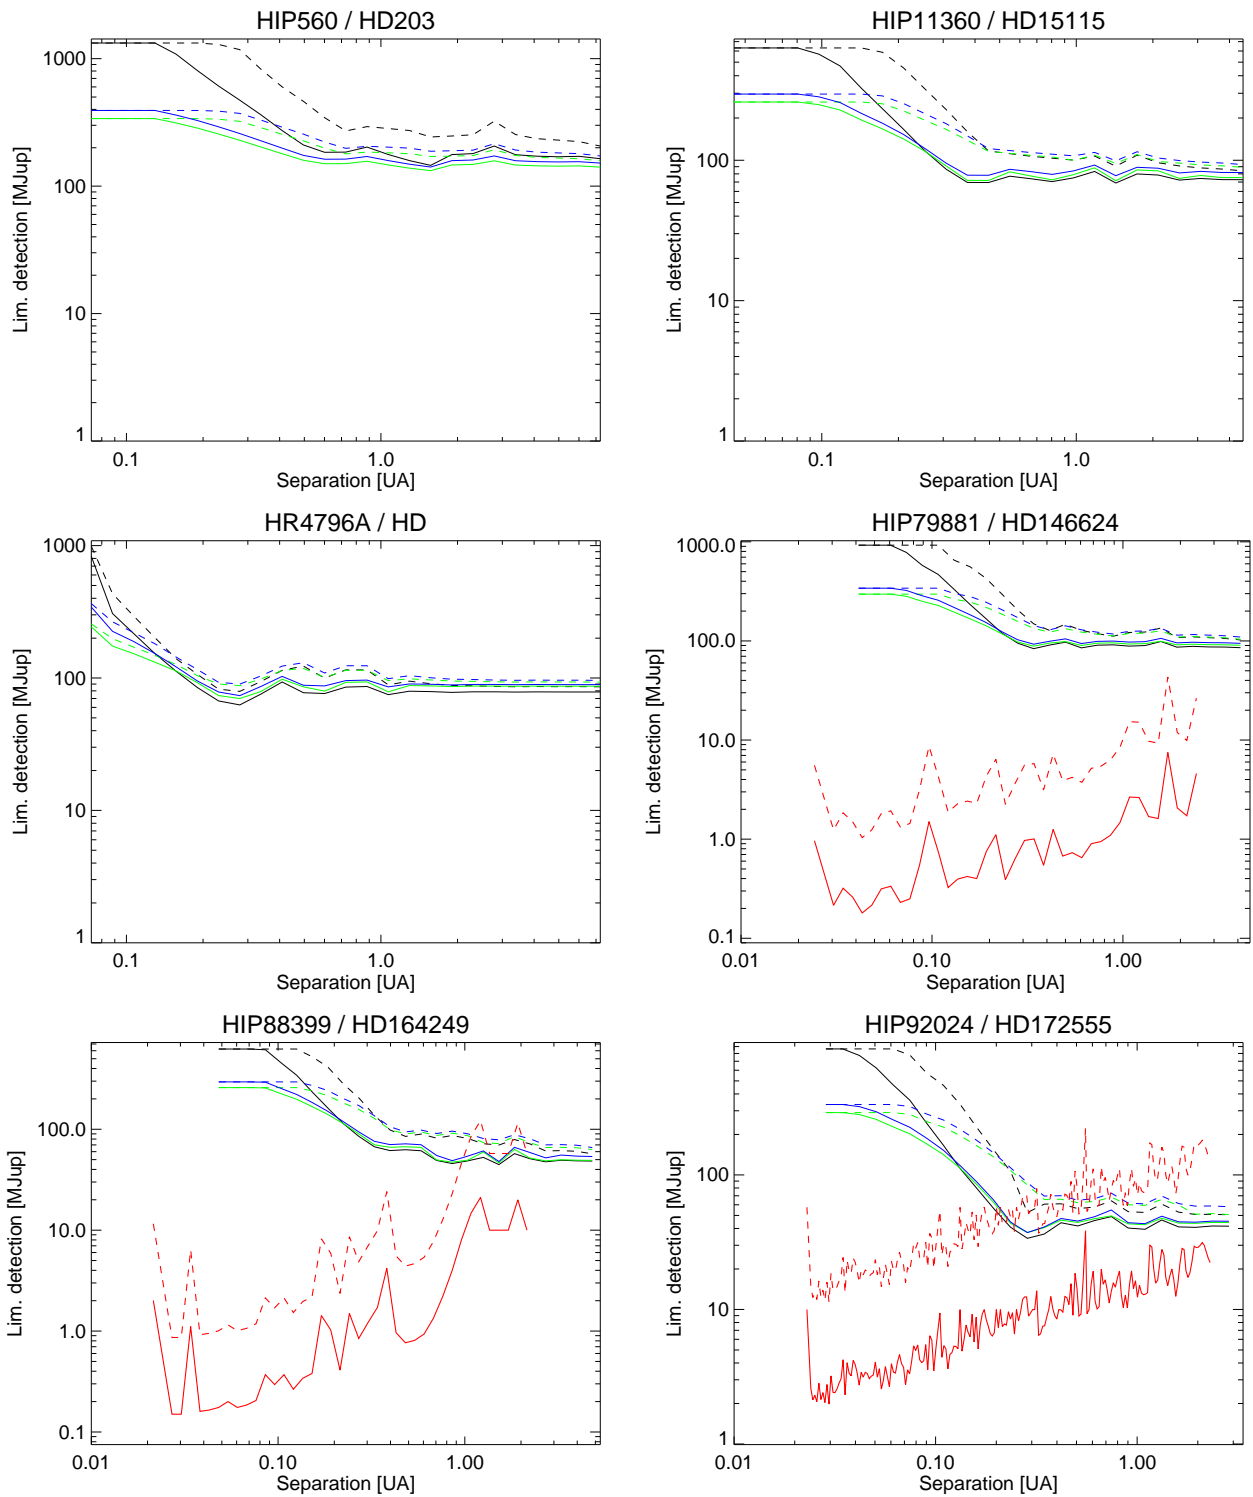 HIP560 / HD203
Lim. detection [MJup]
1000
100
10
1
0.1
1.0
Separation [UA]
HIP11360 / HD15115
Lim. detection [MJup]
100
10
1
0.1
1.0
Separation [UA]
HR4796A / HD
Lim. detection [MJup]
1000
100
10
1
0.1
1.0
Separation [UA]
HIP79881 / HD146624
Lim. detection [MJup]
1000.0
100.0
10.0
1.0
0.1
0.01
0.10
1.00
Separation [UA]
HIP88399 / HD164249
Lim. detection [MJup]
100.0
10.0
1.0
0.1
0.01
0.10
1.00
Separation [UA]
HIP92024 / HD172555
Lim. detection [MJup]
100
10
1
0.01
0.10
1.00
Separation [UA]